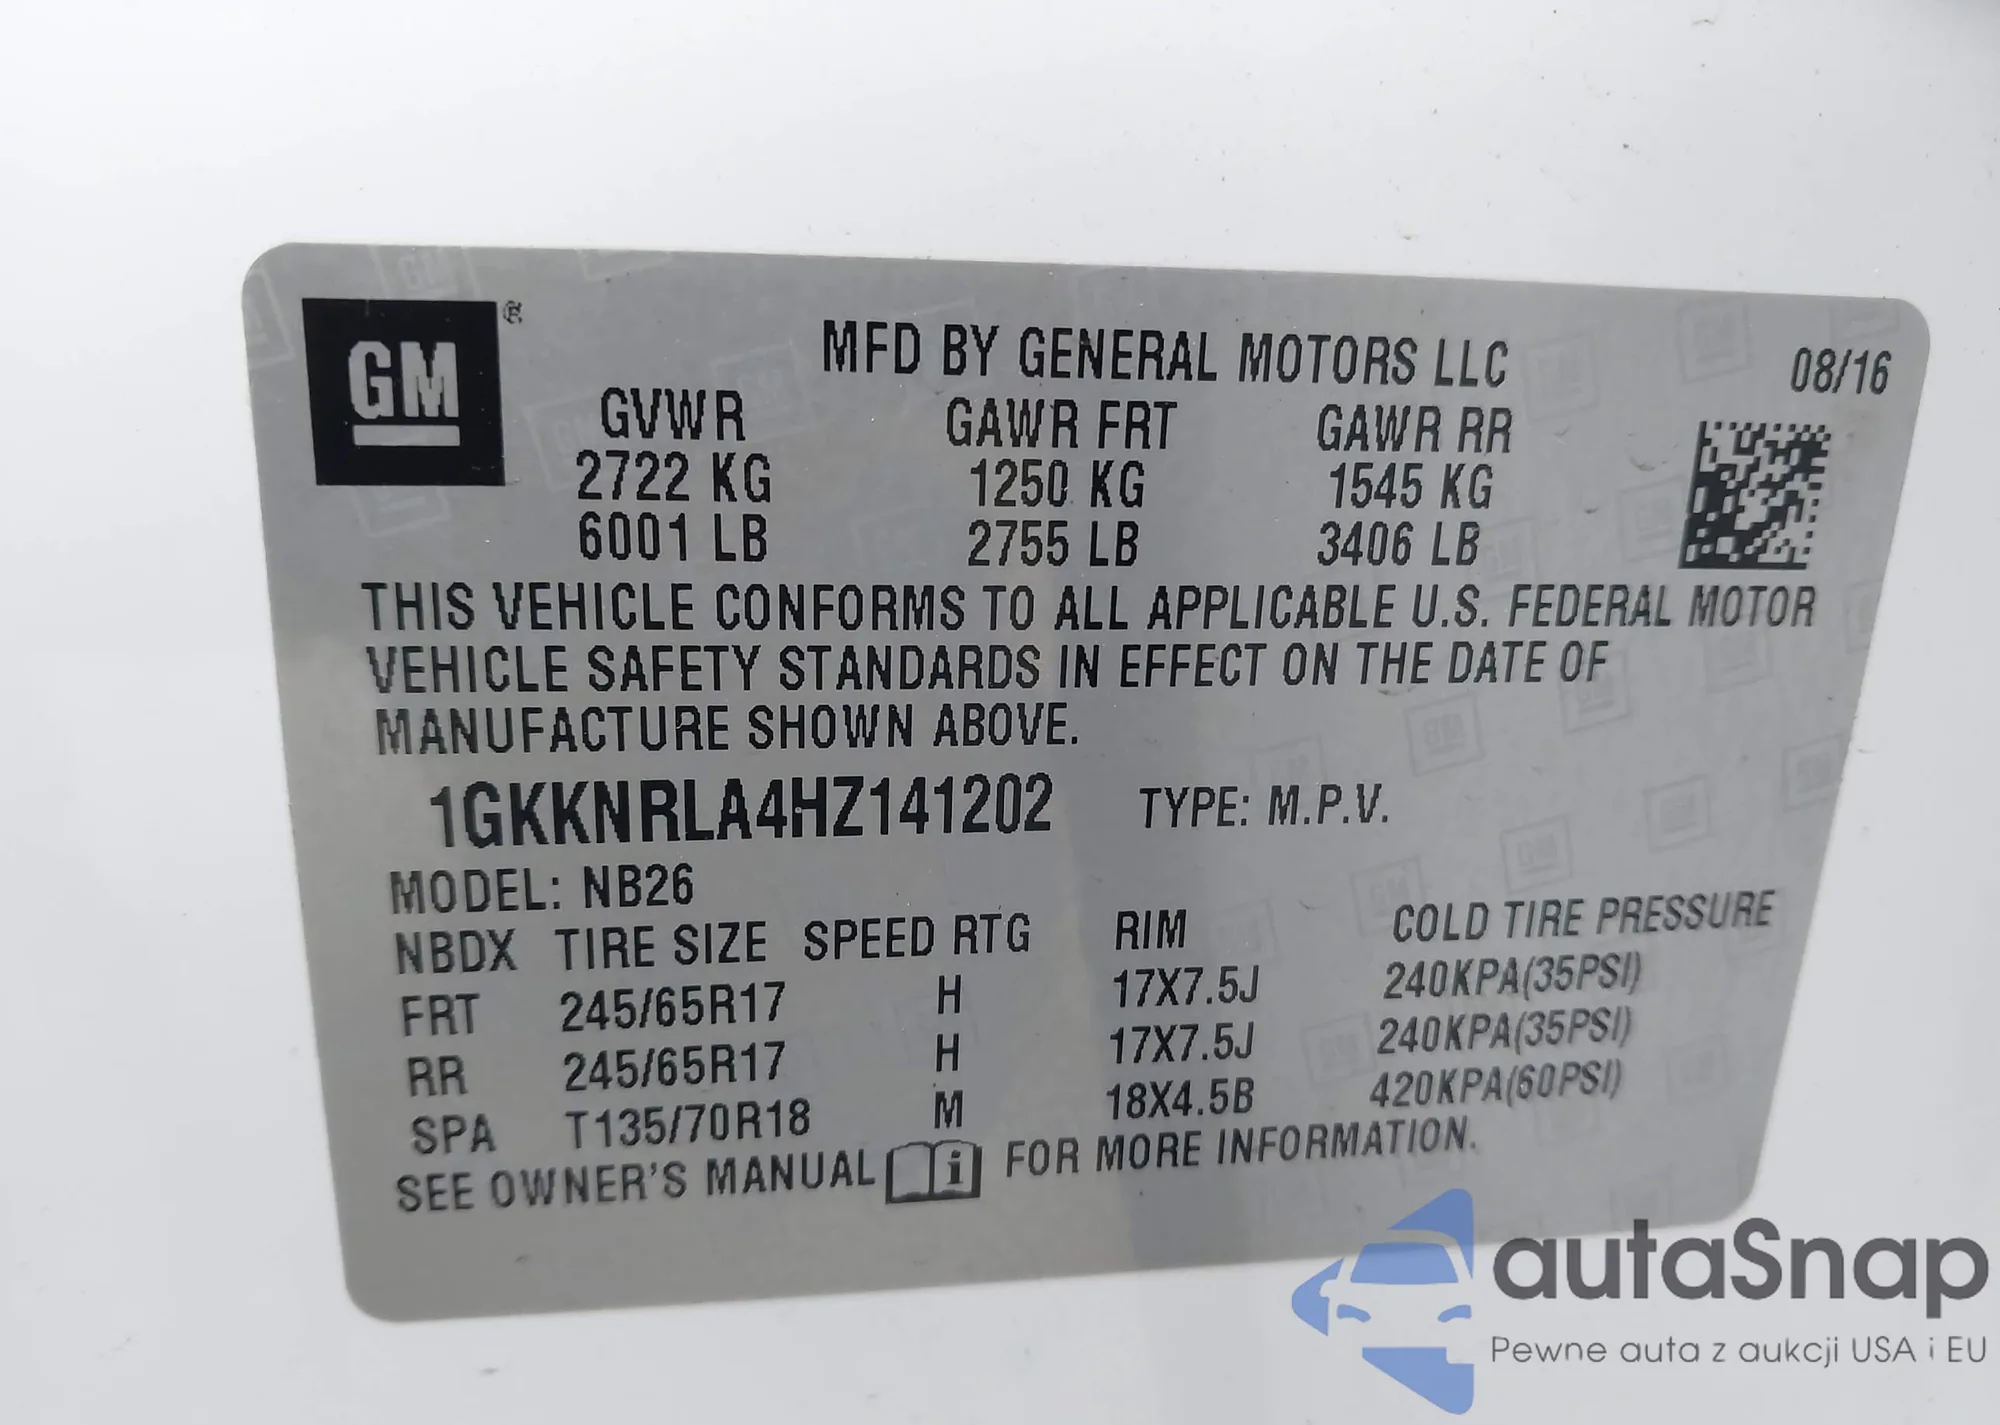 GM ®
MFD BY GENERAL MOTORS LLC 08/16
GVWR GAWR FRT GAWR RR
2722 KG 1250 KG 1545 KG
6001 LB 2755 LB 3406 LB
THIS VEHICLE CONFORMS TO ALL APPLICABLE U.S. FEDERAL MOTOR
VEHICLE SAFETY STANDARDS IN EFFECT ON THE DATE OF
MANUFACTURE SHOWN ABOVE.
1GKKNRLA4HZ141202 TYPE: M.P.V.
MODEL: NB26
NBDX TIRE SIZE SPEED RTG RIM COLD TIRE PRESSURE
FRT 245/65R17 H 17X7.5J 240KPA(35PSI)
RR 245/65R17 H 17X7.5J 240KPA(35PSI)
SPA T135/70R18 M 18X4.5B 420KPA(60PSI)
SEE OWNER'S MANUAL i FOR MORE INFORMATION.
autaSnap
Pewne auta z aukcji USA i EU